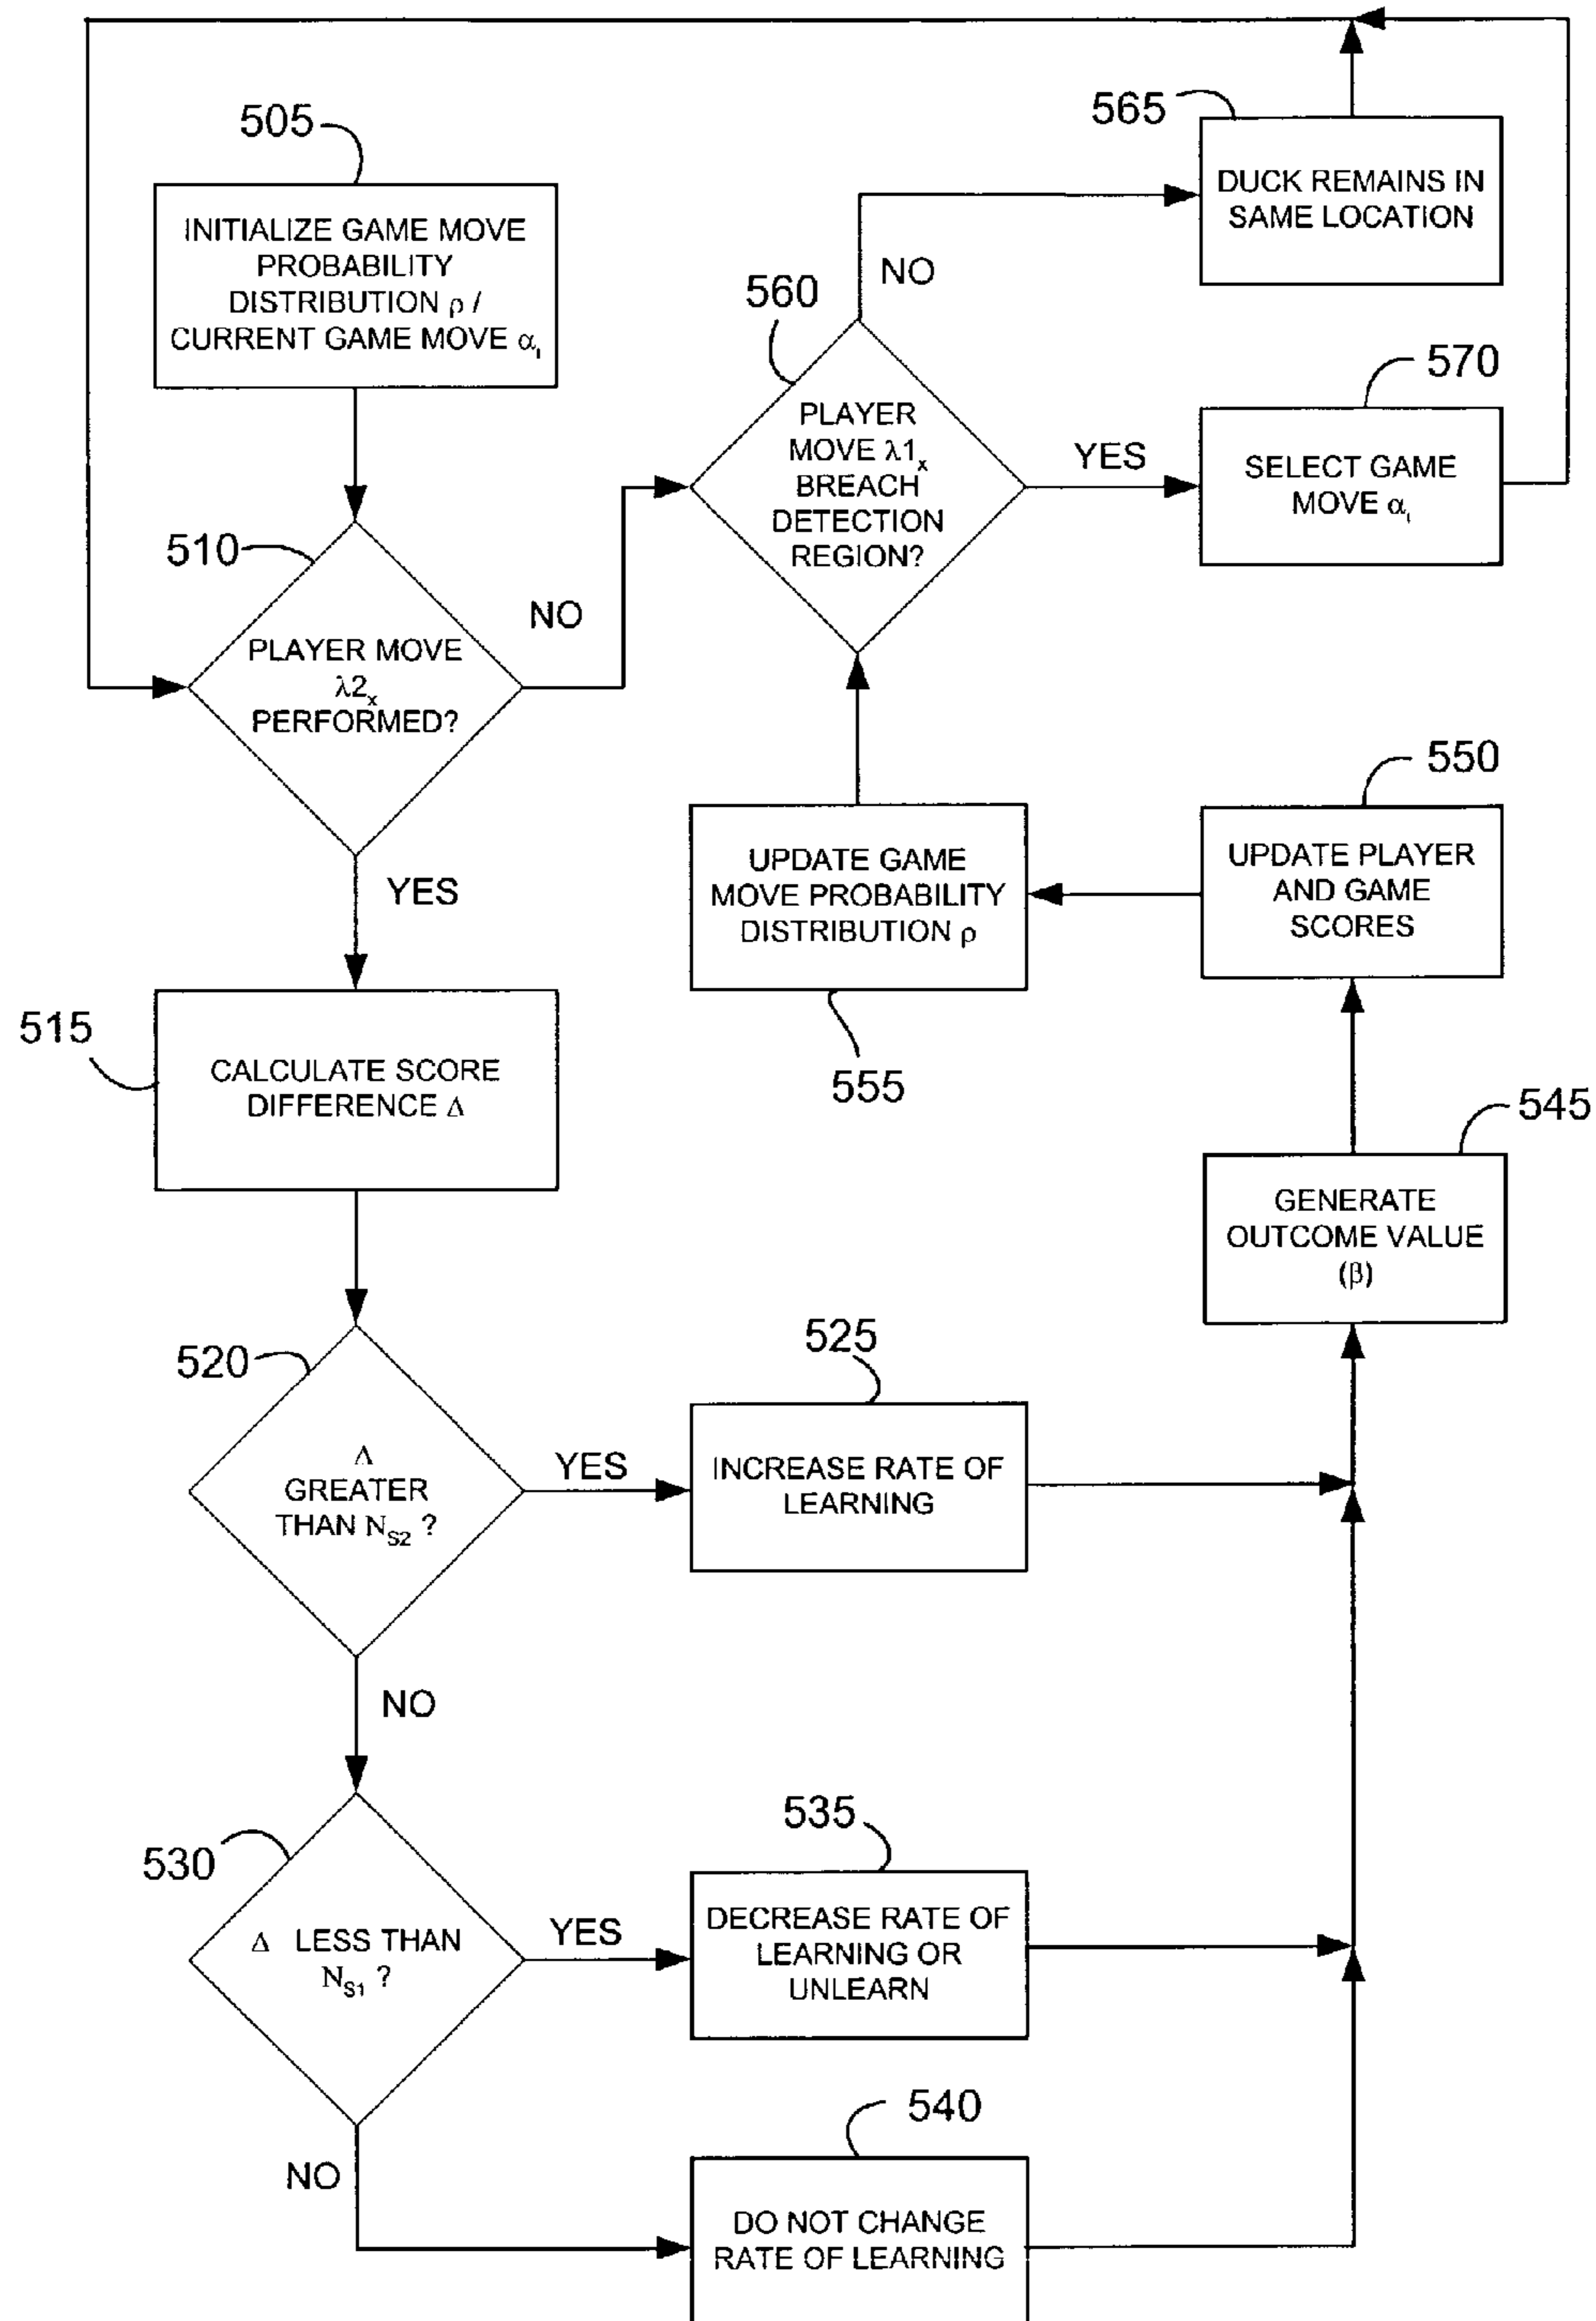 505
INITIALIZE GAME MOVE
PROBABILITY
DISTRIBUTION ρ /
CURRENT GAME MOVE αᵢ
510
PLAYER MOVE
λ2ₓ
PERFORMED?
NO
YES
515
CALCULATE SCORE
DIFFERENCE Δ
520
Δ
GREATER
THAN N_S2 ?
YES
525
INCREASE RATE OF
LEARNING
NO
530
Δ LESS THAN
N_S1 ?
YES
535
DECREASE RATE OF
LEARNING OR
UNLEARN
NO
540
DO NOT CHANGE
RATE OF LEARNING
545
GENERATE
OUTCOME VALUE
(β)
550
UPDATE PLAYER
AND GAME
SCORES
UPDATE GAME
MOVE PROBABILITY
DISTRIBUTION ρ
555
560
PLAYER
MOVE λ1ₓ
BREACH
DETECTION
REGION?
NO
565
DUCK REMAINS IN
SAME LOCATION
YES
570
SELECT GAME
MOVE αᵢ